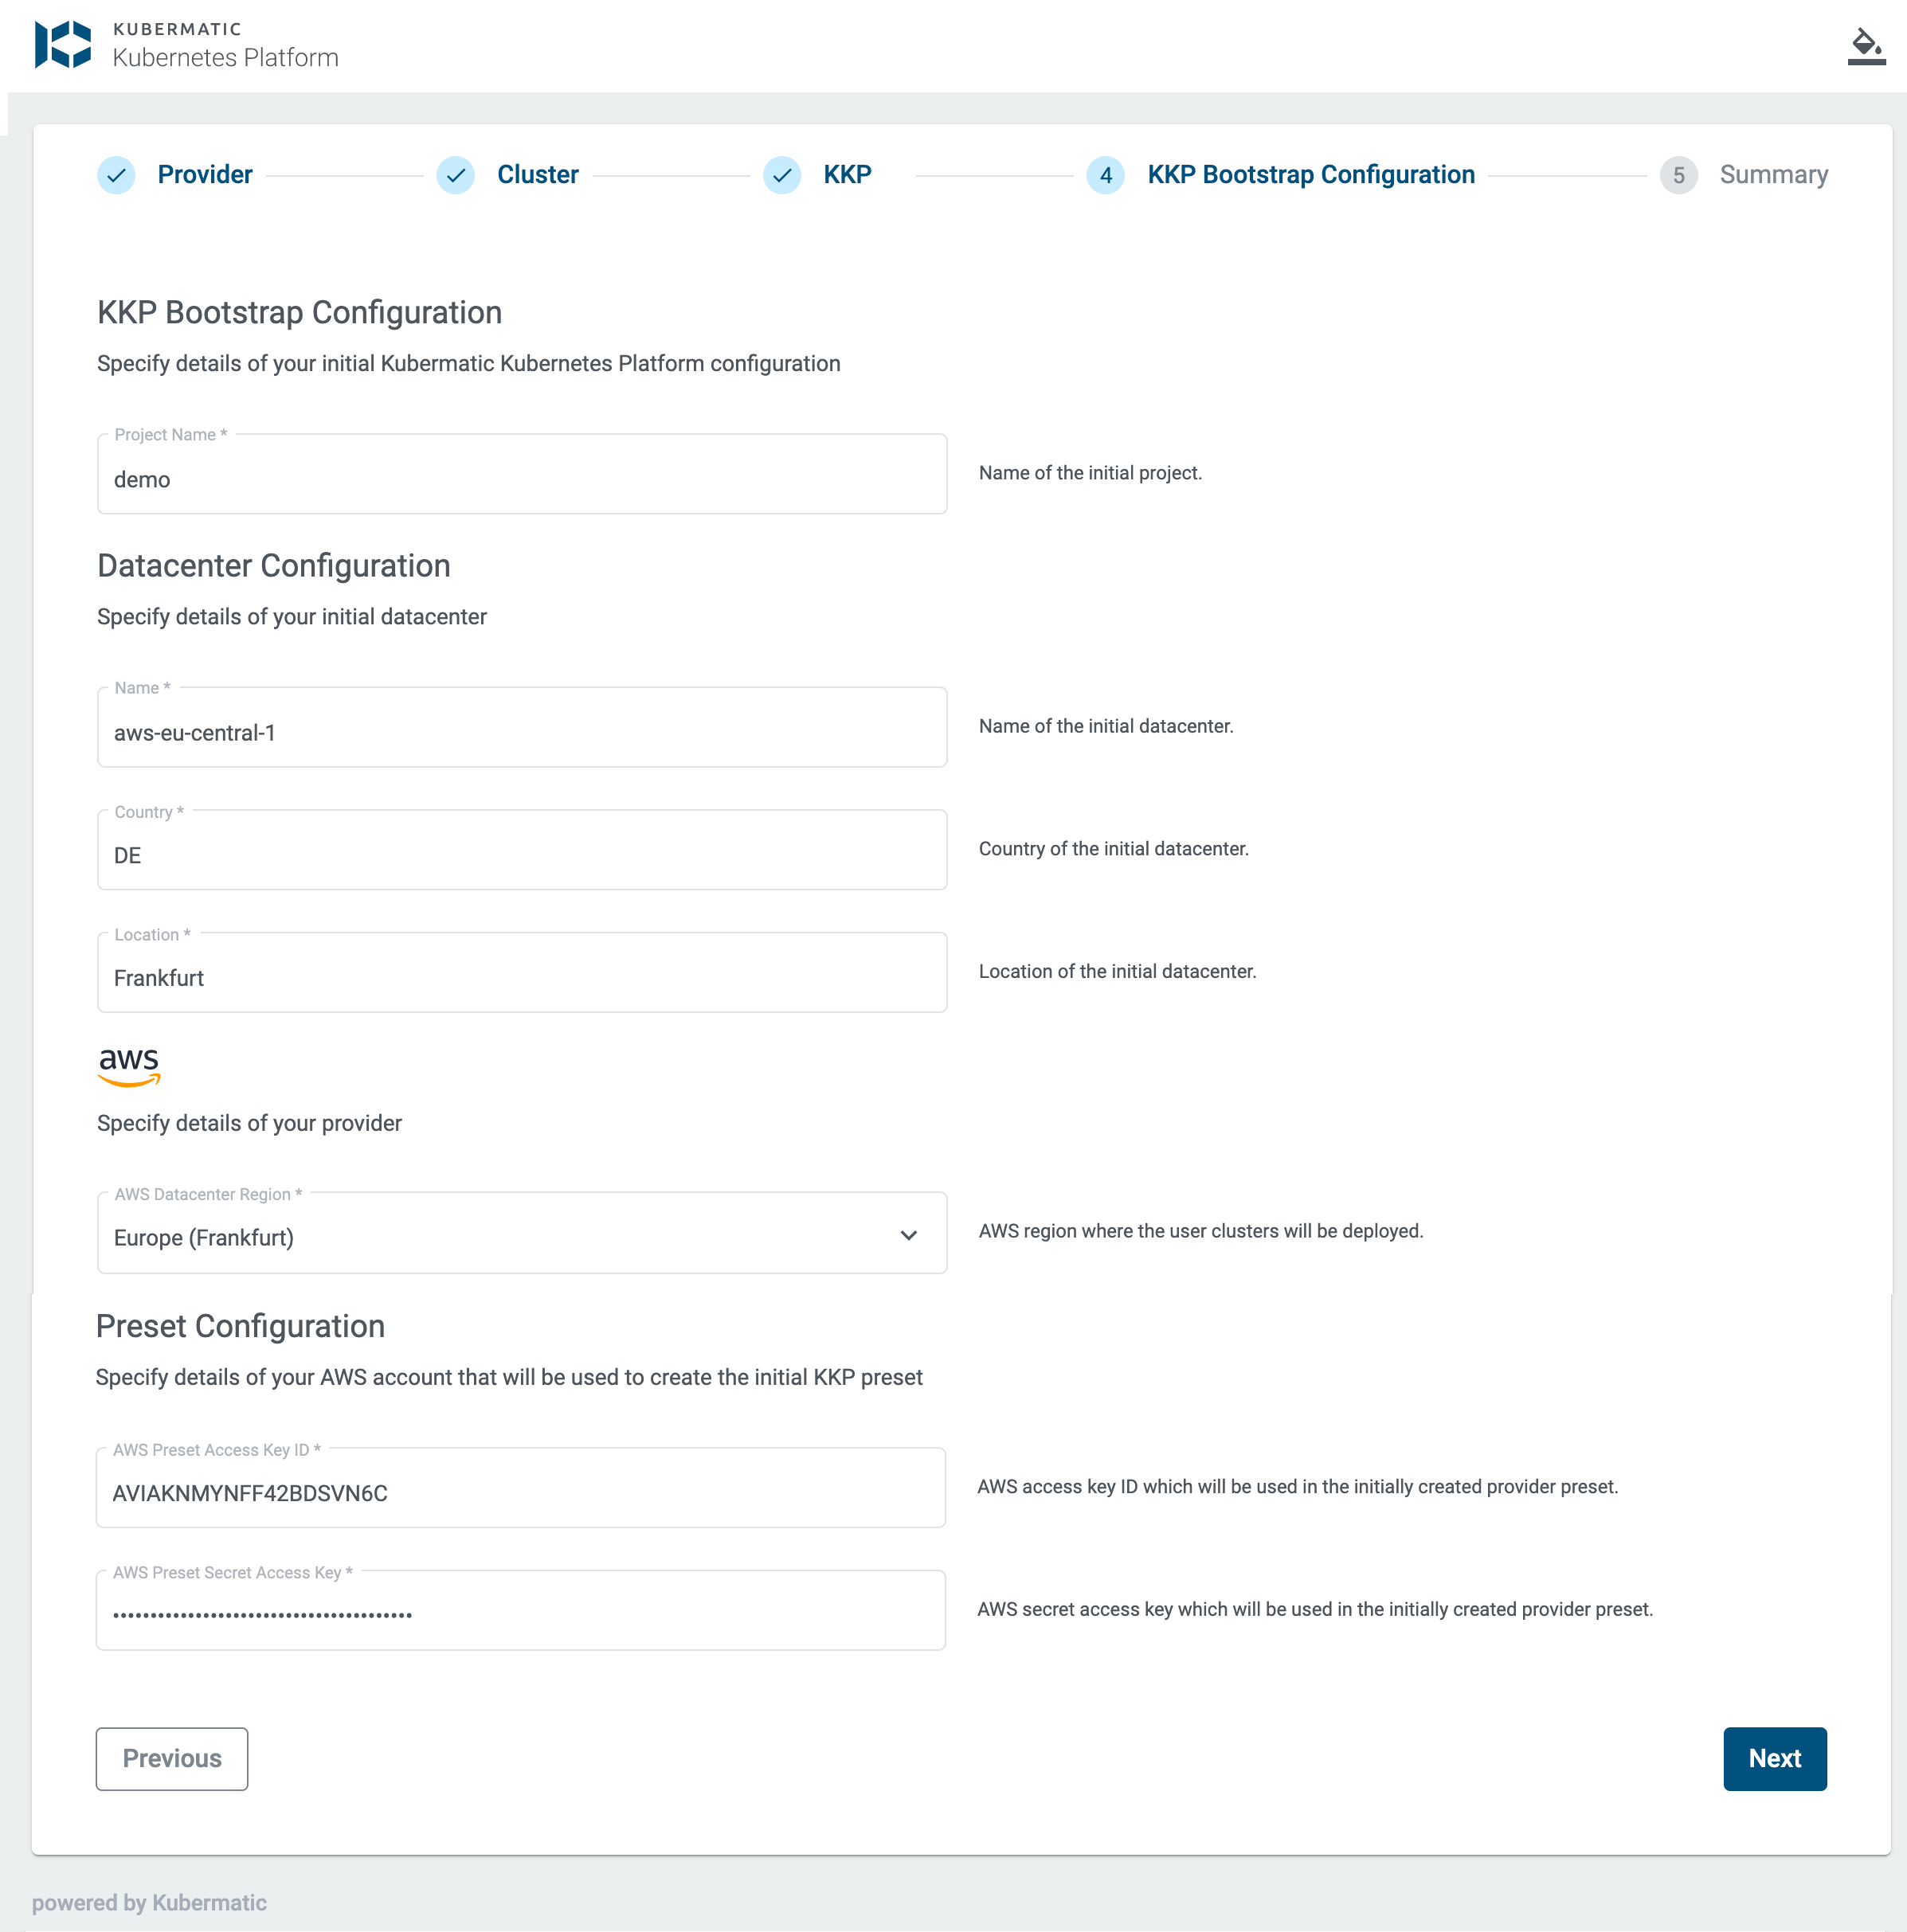 KUBERMATIC
Kubernetes Platform
Provider Cluster KKP 4 KKP Bootstrap Configuration 5 Summary
KKP Bootstrap Configuration
Specify details of your initial Kubermatic Kubernetes Platform configuration
Project Name *
demo
Name of the initial project.
Datacenter Configuration
Specify details of your initial datacenter
Name *
aws-eu-central-1
Name of the initial datacenter.
Country *
DE
Country of the initial datacenter.
Location *
Frankfurt
Location of the initial datacenter.
aws
Specify details of your provider
AWS Datacenter Region *
Europe (Frankfurt)
AWS region where the user clusters will be deployed.
Preset Configuration
Specify details of your AWS account that will be used to create the initial KKP preset
AWS Preset Access Key ID *
AVIAKNMYNFF42BDSVN6C
AWS access key ID which will be used in the initially created provider preset.
AWS Preset Secret Access Key *
••••••••••••••••••••••••••••••••••••••••
AWS secret access key which will be used in the initially created provider preset.
Previous Next
powered by Kubermatic